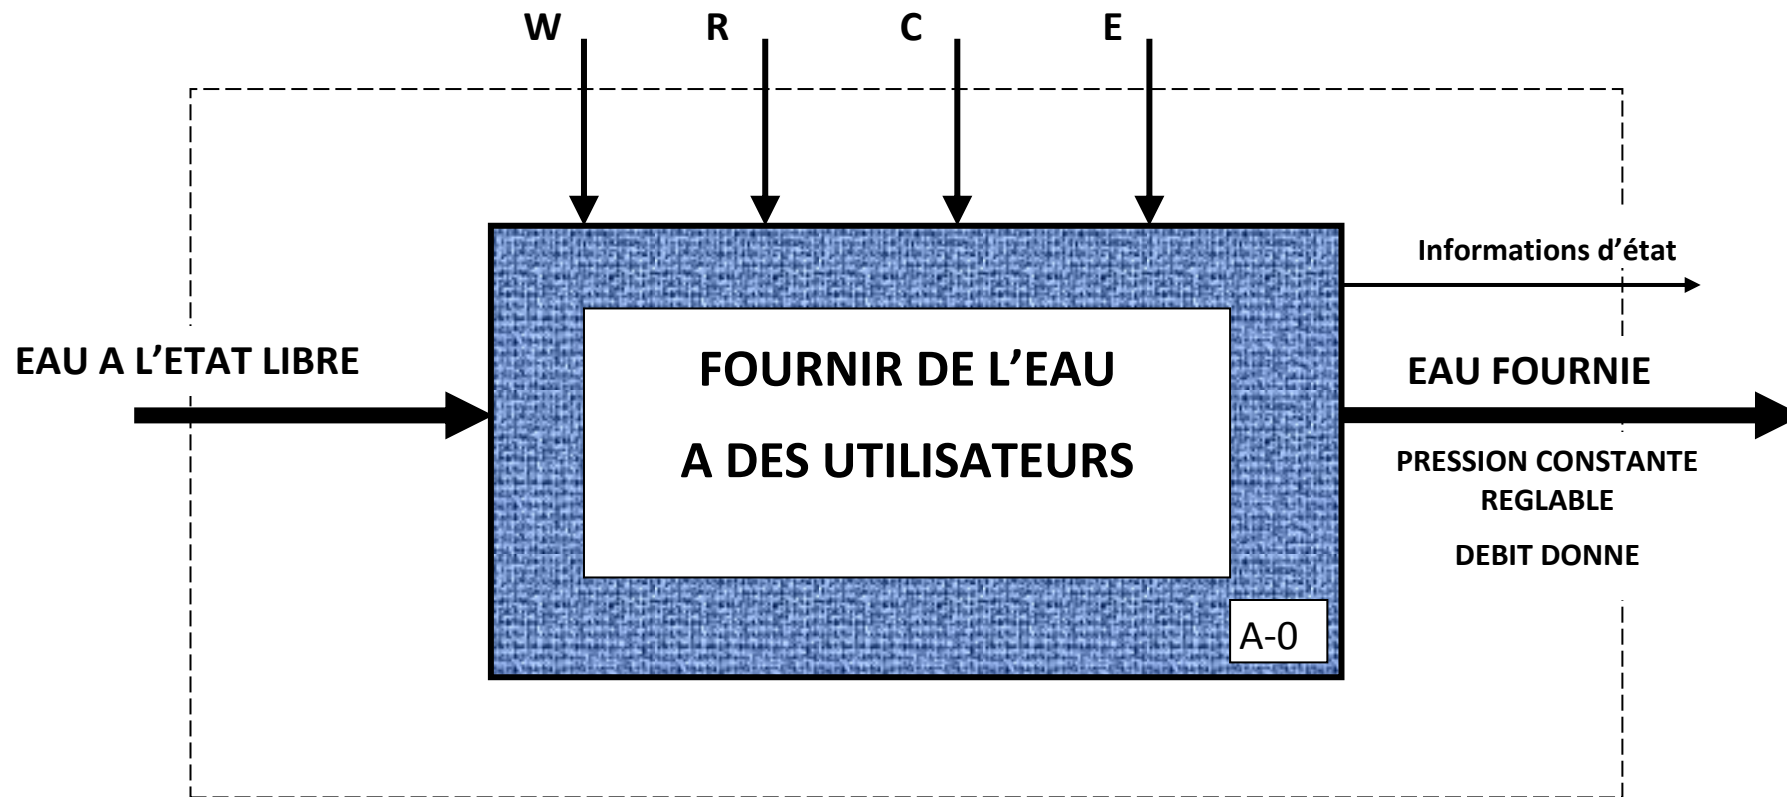 W R C E
Informations d’état
EAU A L’ETAT LIBRE
FOURNIR DE L’EAU
A DES UTILISATEURS
EAU FOURNIE
PRESSION CONSTANTE
REGLABLE
DEBIT DONNE
A-0